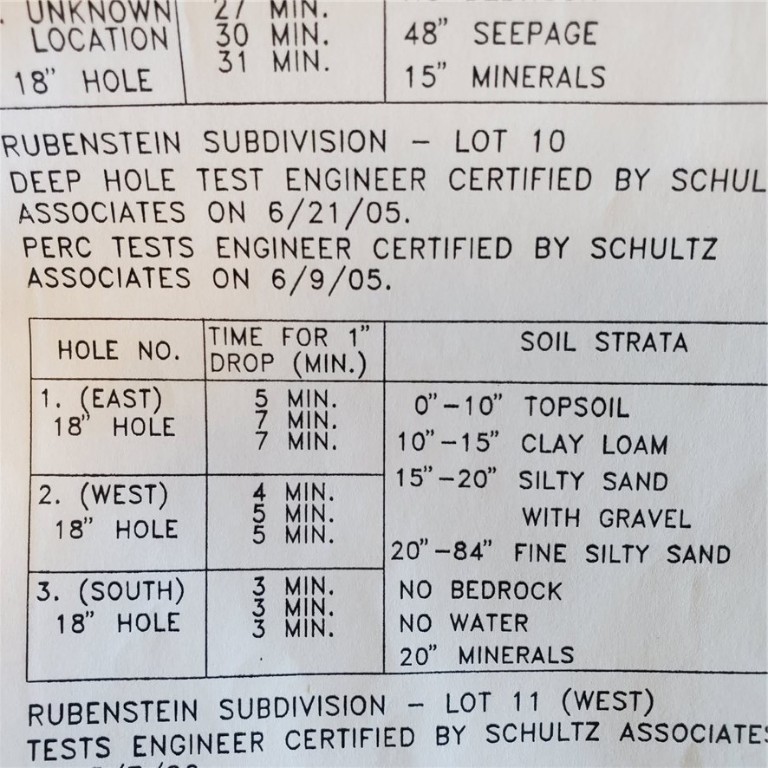 . UNKNOWN
LOCATION
18" HOLE
27 MIN.
30 MIN.
31 MIN.
48" SEEPAGE
15" MINERALS
RUBENSTEIN SUBDIVISION - LOT 10
DEEP HOLE TEST ENGINEER CERTIFIED BY SCHUL
ASSOCIATES ON 6/21/05.
PERC TESTS ENGINEER CERTIFIED BY SCHULTZ
ASSOCIATES ON 6/9/05.
HOLE NO.
TIME FOR 1"
DROP (MIN.)
SOIL STRATA
1. (EAST)
18" HOLE
5 MIN.
7 MIN.
7 MIN.
2. (WEST)
18" HOLE
4 MIN.
5 MIN.
5 MIN.
3. (SOUTH)
18" HOLE
3 MIN.
3 MIN.
3 MIN.
0"-10" TOPSOIL
10"-15" CLAY LOAM
15"-20" SILTY SAND
WITH GRAVEL
20"-84" FINE SILTY SAND
NO BEDROCK
NO WATER
20" MINERALS
RUBENSTEIN SUBDIVISION - LOT 11 (WEST)
TESTS ENGINEER CERTIFIED BY SCHULTZ ASSOCIATES